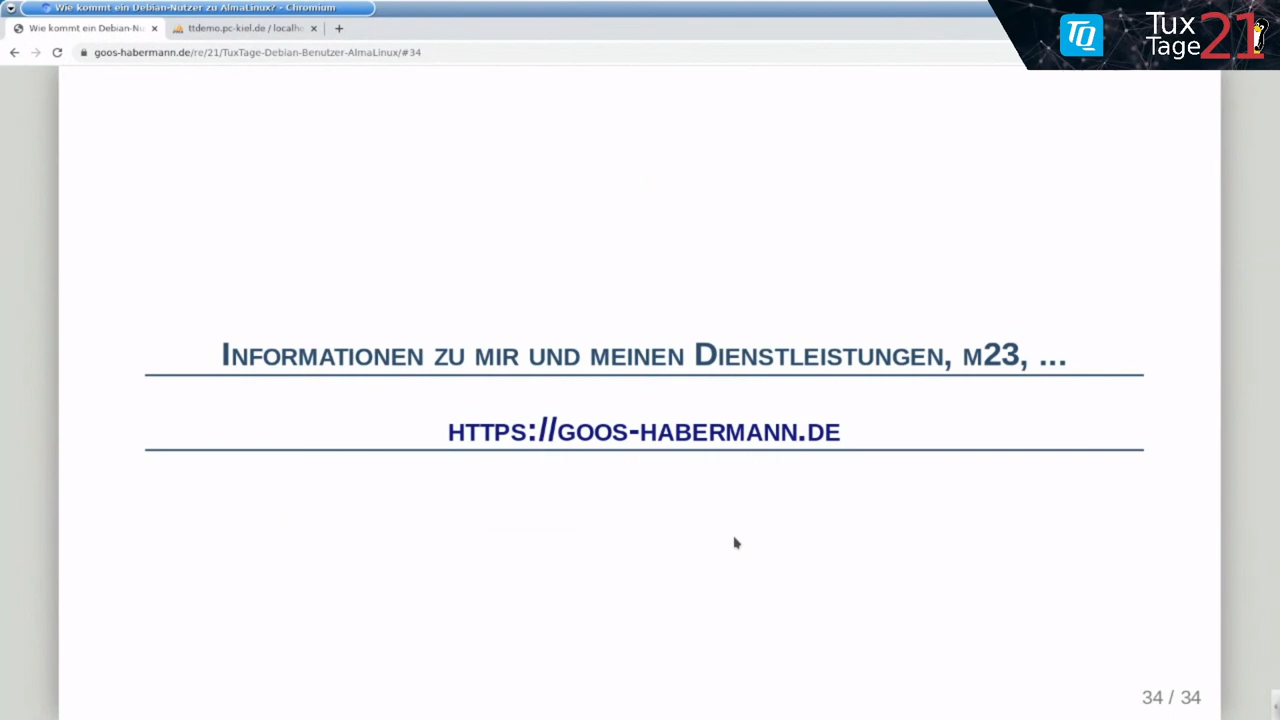 Wie kommt ein Debian-Nutzer zu AlmaLinux? - Chromium
Wie kommt ein Debian-Nu
ttdemo.pc-kiel.de / localho
goos-habermann.de/re/21/TuxTage-Debian-Benutzer-AlmaLinux/#34
TQ
Tux
Tage
21
Informationen zu mir und meinen Dienstleistungen, m23, ...
https://goos-habermann.de
34 / 34